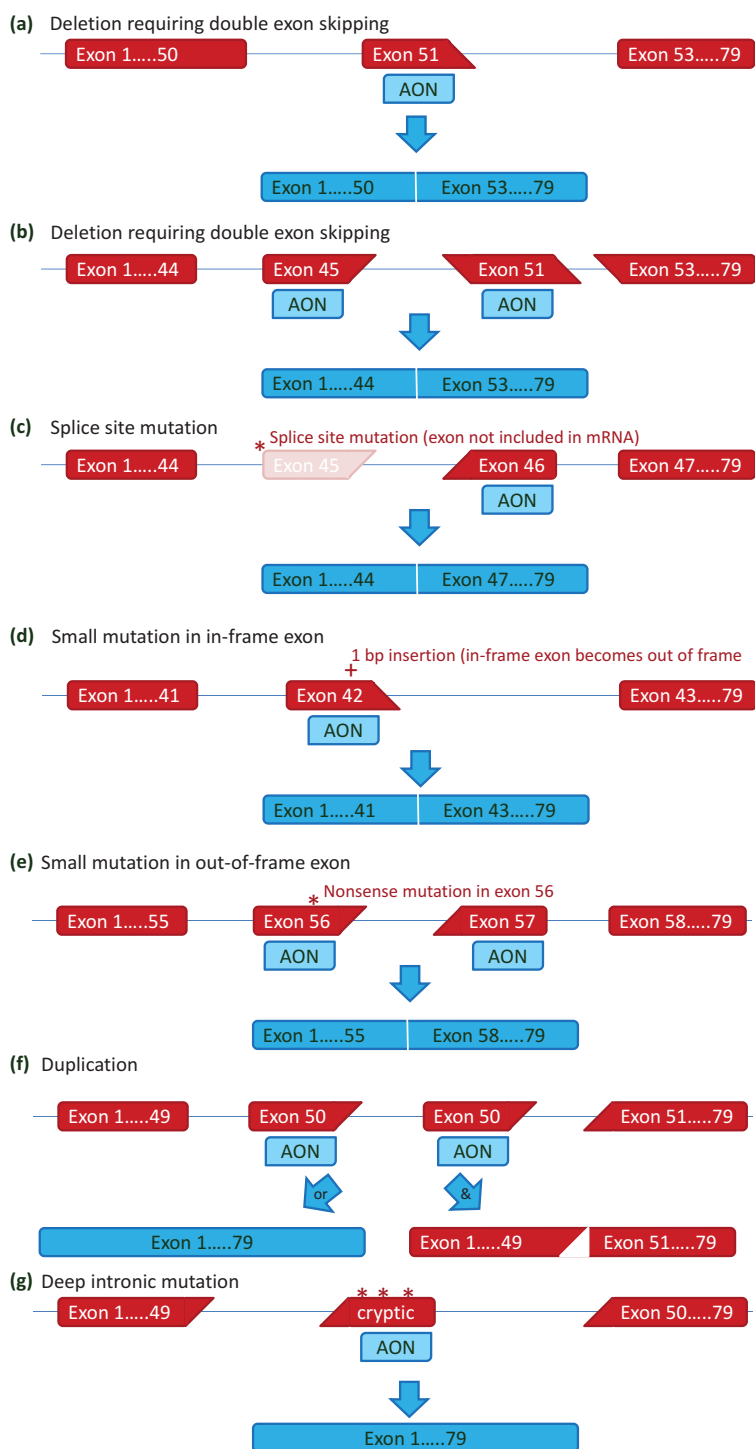 (a) Deletion requiring double exon skipping
Exon 1.....50 Exon 51 Exon 53.....79
AON
Exon 1.....50 Exon 53.....79
(b) Deletion requiring double exon skipping
Exon 1.....44 Exon 45 Exon 51 Exon 53.....79
AON AON
Exon 1.....44 Exon 53.....79
(c) Splice site mutation
* Splice site mutation (exon not included in mRNA)
Exon 1.....44 Exon 45 Exon 46 Exon 47.....79
AON
Exon 1.....44 Exon 47.....79
(d) Small mutation in in-frame exon
1 bp insertion (in-frame exon becomes out of frame
+
Exon 1.....41 Exon 42 Exon 43.....79
AON
Exon 1.....41 Exon 43.....79
(e) Small mutation in out-of-frame exon
* Nonsense mutation in exon 56
Exon 1.....55 Exon 56 Exon 57 Exon 58.....79
AON AON
Exon 1.....55 Exon 58.....79
(f) Duplication
Exon 1.....49 Exon 50 Exon 50 Exon 51.....79
AON AON
or &
Exon 1.....79 Exon 1.....49 Exon 51.....79
(g) Deep intronic mutation
* * *
Exon 1.....49 cryptic Exon 50.....79
AON
Exon 1.....79